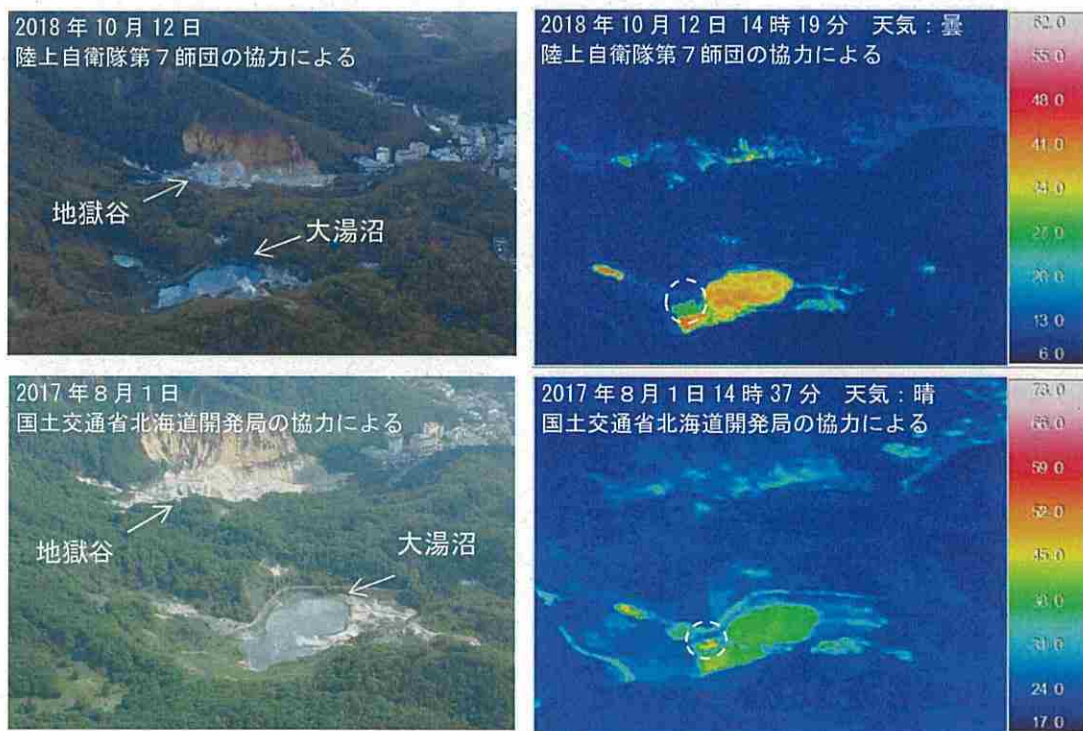 2018年10月12日
陸上自衛隊第7師団の協力による
地獄谷
大湯沼
2018年10月12日 14時19分 天気:曇
陸上自衛隊第7師団の協力による
62.0
55.0
48.0
41.0
34.0
27.0
20.0
13.0
6.0
2017年8月1日
国土交通省北海道開発局の協力による
地獄谷
大湯沼
2017年8月1日 14時37分 天気:晴
国土交通省北海道開発局の協力による
73.0
66.0
59.0
52.0
45.0
38.0
31.0
24.0
17.0